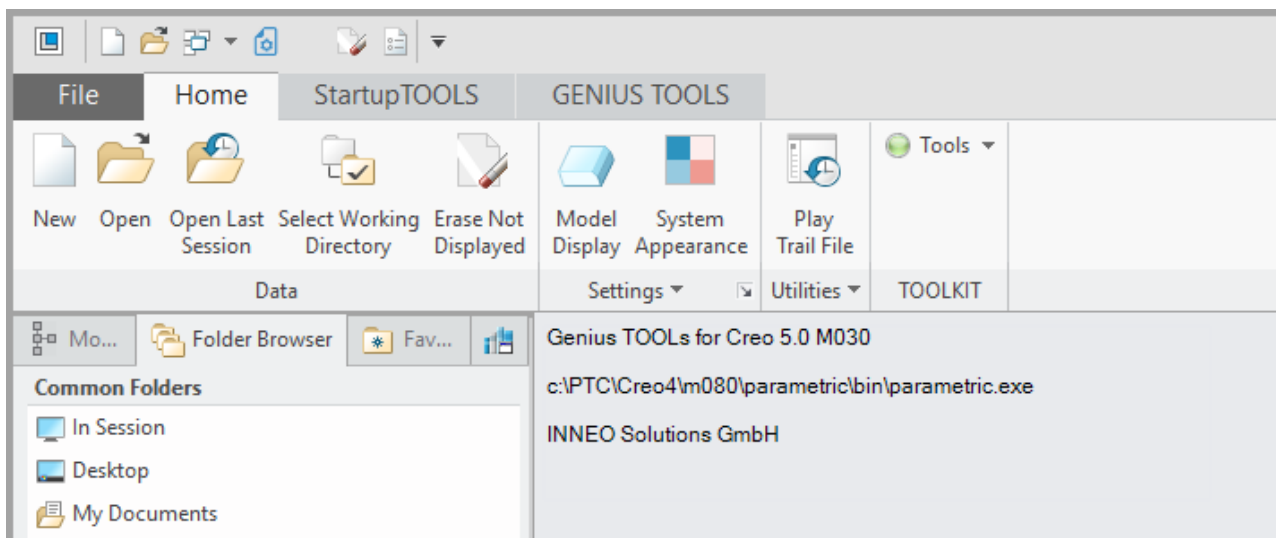 File Home StartupTOOLS GENIUS TOOLS
New Open Open Last Session Select Working Directory Erase Not Displayed Model Display System Appearance Play Trail File Tools
Data Settings Utilities TOOLKIT
Mo... Folder Browser Fav...
Common Folders
In Session
Desktop
My Documents
Genius TOOLs for Creo 5.0 M030
c:\PTC\Creo4\m080\parametric\bin\parametric.exe
INNEO Solutions GmbH